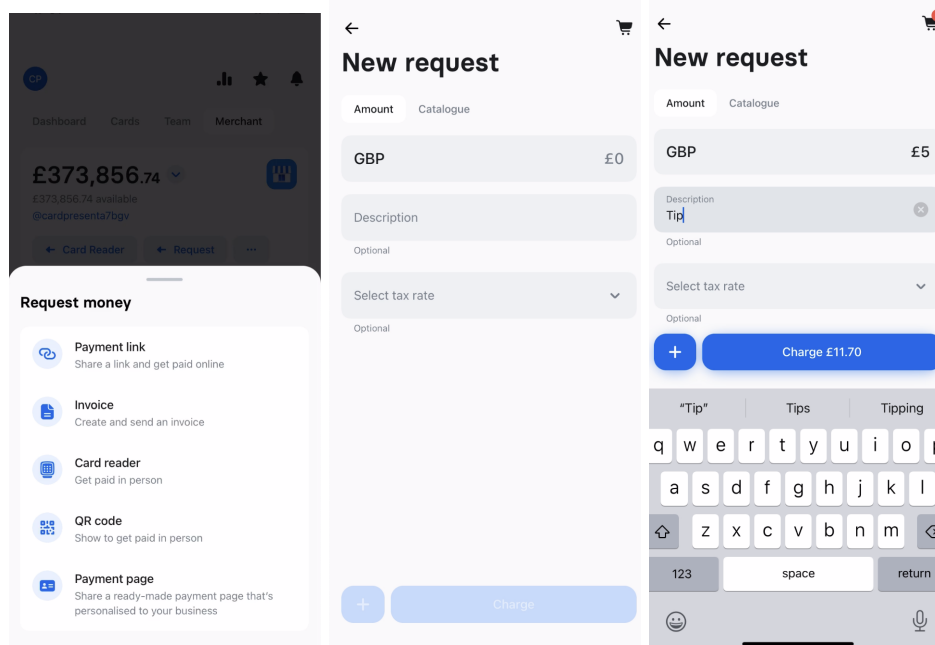 CP
Dashboard Cards Team Merchant
£373,856.74
£373,856.74 available
@cardpresenta7bgv
Card Reader Request ...
Request money
Payment link
Share a link and get paid online
Invoice
Create and send an invoice
Card reader
Get paid in person
QR code
Show to get paid in person
Payment page
Share a ready-made payment page that's
personalised to your business
New request
Amount Catalogue
GBP £0
Description
Optional
Select tax rate
Optional
+ Charge
New request
Amount Catalogue
GBP £5
Description
Tip
Optional
Select tax rate
Optional
+ Charge £11.70
"Tip" Tips Tipping
q w e r t y u i o
a s d f g h j k l
z x c v b n m
123 space return